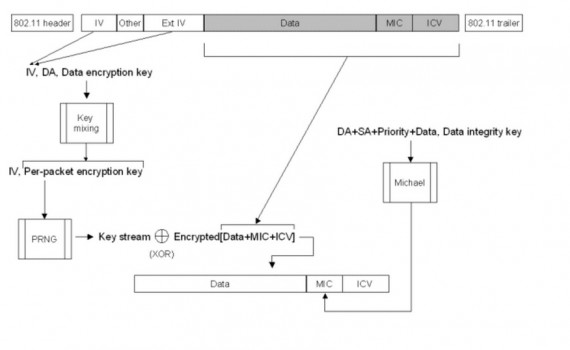 802.11 header IV Other Ext IV Data MIC ICV 802.11 trailer
IV, DA, Data encryption key
Key
mixing
DA+SA+Priority+Data, Data integrity key
IV, Per-packet encryption key
Michael
PRNG
Key stream ⊕ Encrypted[Data+MIC+ICV]
(XOR)
Data MIC ICV